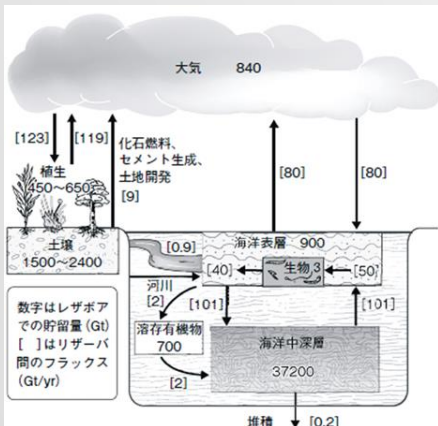 大気 840
[123]
[119]
化石燃料、
セメント生成、
土地開発
[9]
[80]
[80]
植生
450〜650
土壌
1500〜2400
[0.9]
河川
海洋表層 900
[40]
生物 3
[50]
[2]
[101]
[101]
溶存有機物
700
[2]
海洋中深層
37200
堆積 [0.2]
数字はレザボア
での貯留量(Gt)
[ ]はリザーバ
間のフラックス
(Gt/yr)